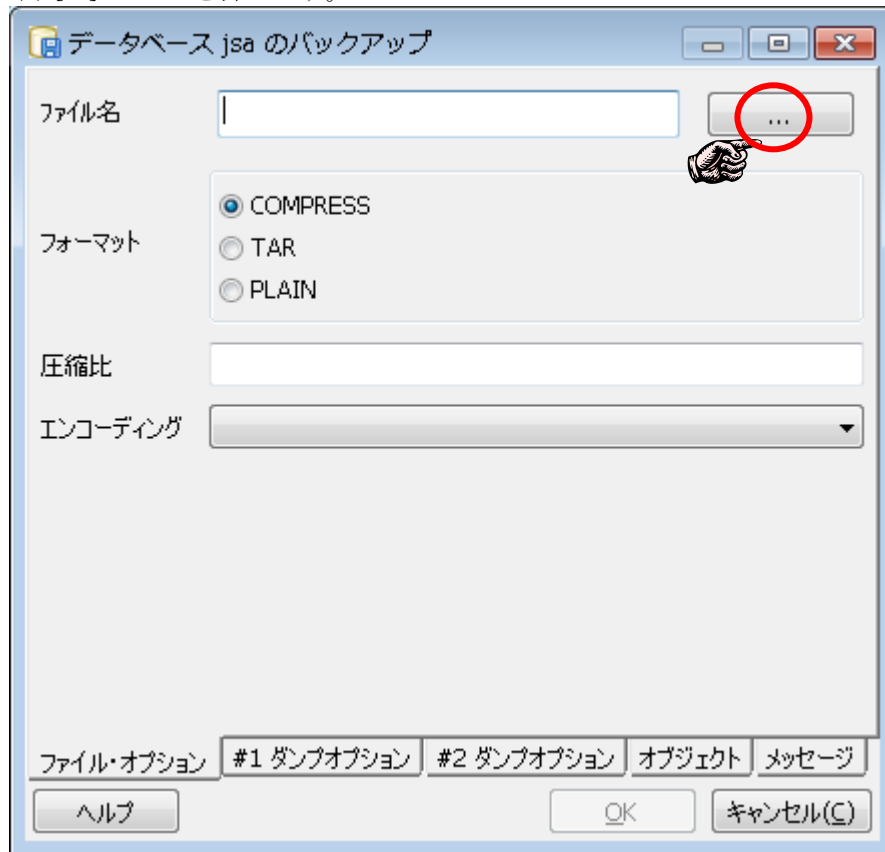 データベース jsa のバックアップ
ファイル名
...
フォーマット
COMPRESS
TAR
PLAIN
圧縮比
エンコーディング
ファイル・オプション #1 ダンプオプション #2 ダンプオプション オブジェクト メッセージ
ヘルプ OK キャンセル(C)